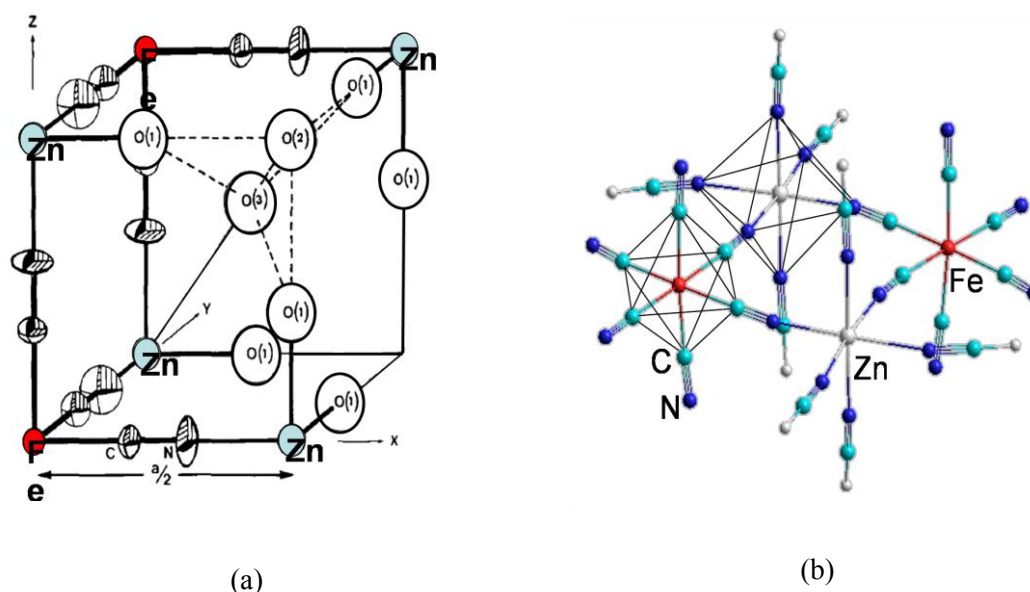 Z
F
e
Zn
O(1)
Zn
O(1)
O(2)
O(3)
O(1)
Y
O(1)
O(1)
Zn
O(1)
F
e
C
N
Zn
X
a/2
Fe
Zn
C
N
(a)
(b)